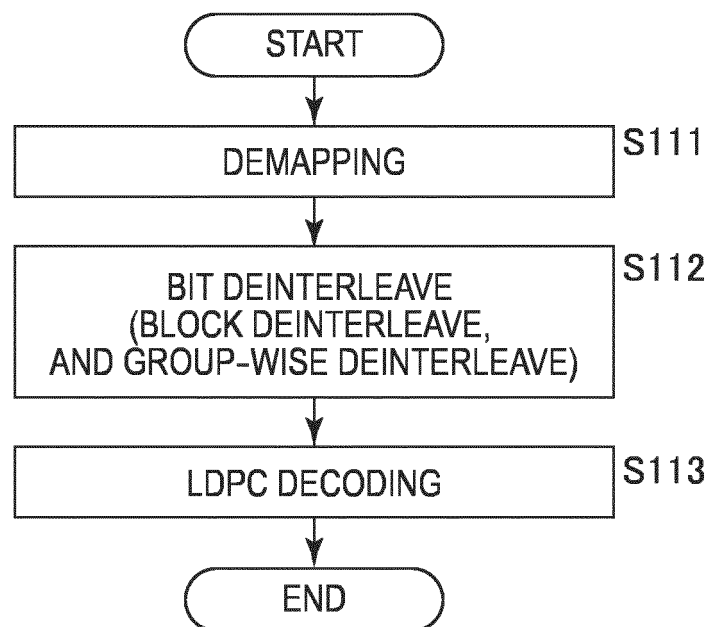 START
DEMAPPING
S111
BIT DEINTERLEAVE
(BLOCK DEINTERLEAVE,
AND GROUP-WISE DEINTERLEAVE)
S112
LDPC DECODING
S113
END